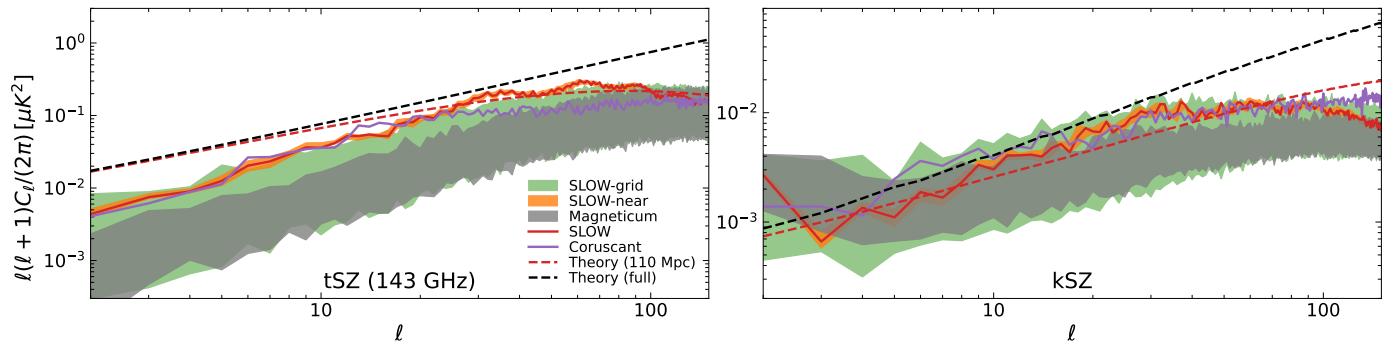 ℓ(ℓ + 1)Cℓ/(2π) [μK²]
10⁰
10⁻¹
10⁻²
10⁻³
SLOW-grid
SLOW-near
Magneticum
SLOW
Coruscant
Theory (110 Mpc)
Theory (full)
tSZ (143 GHz)
10
100
ℓ
10⁻²
10⁻³
kSZ
10
100
ℓ